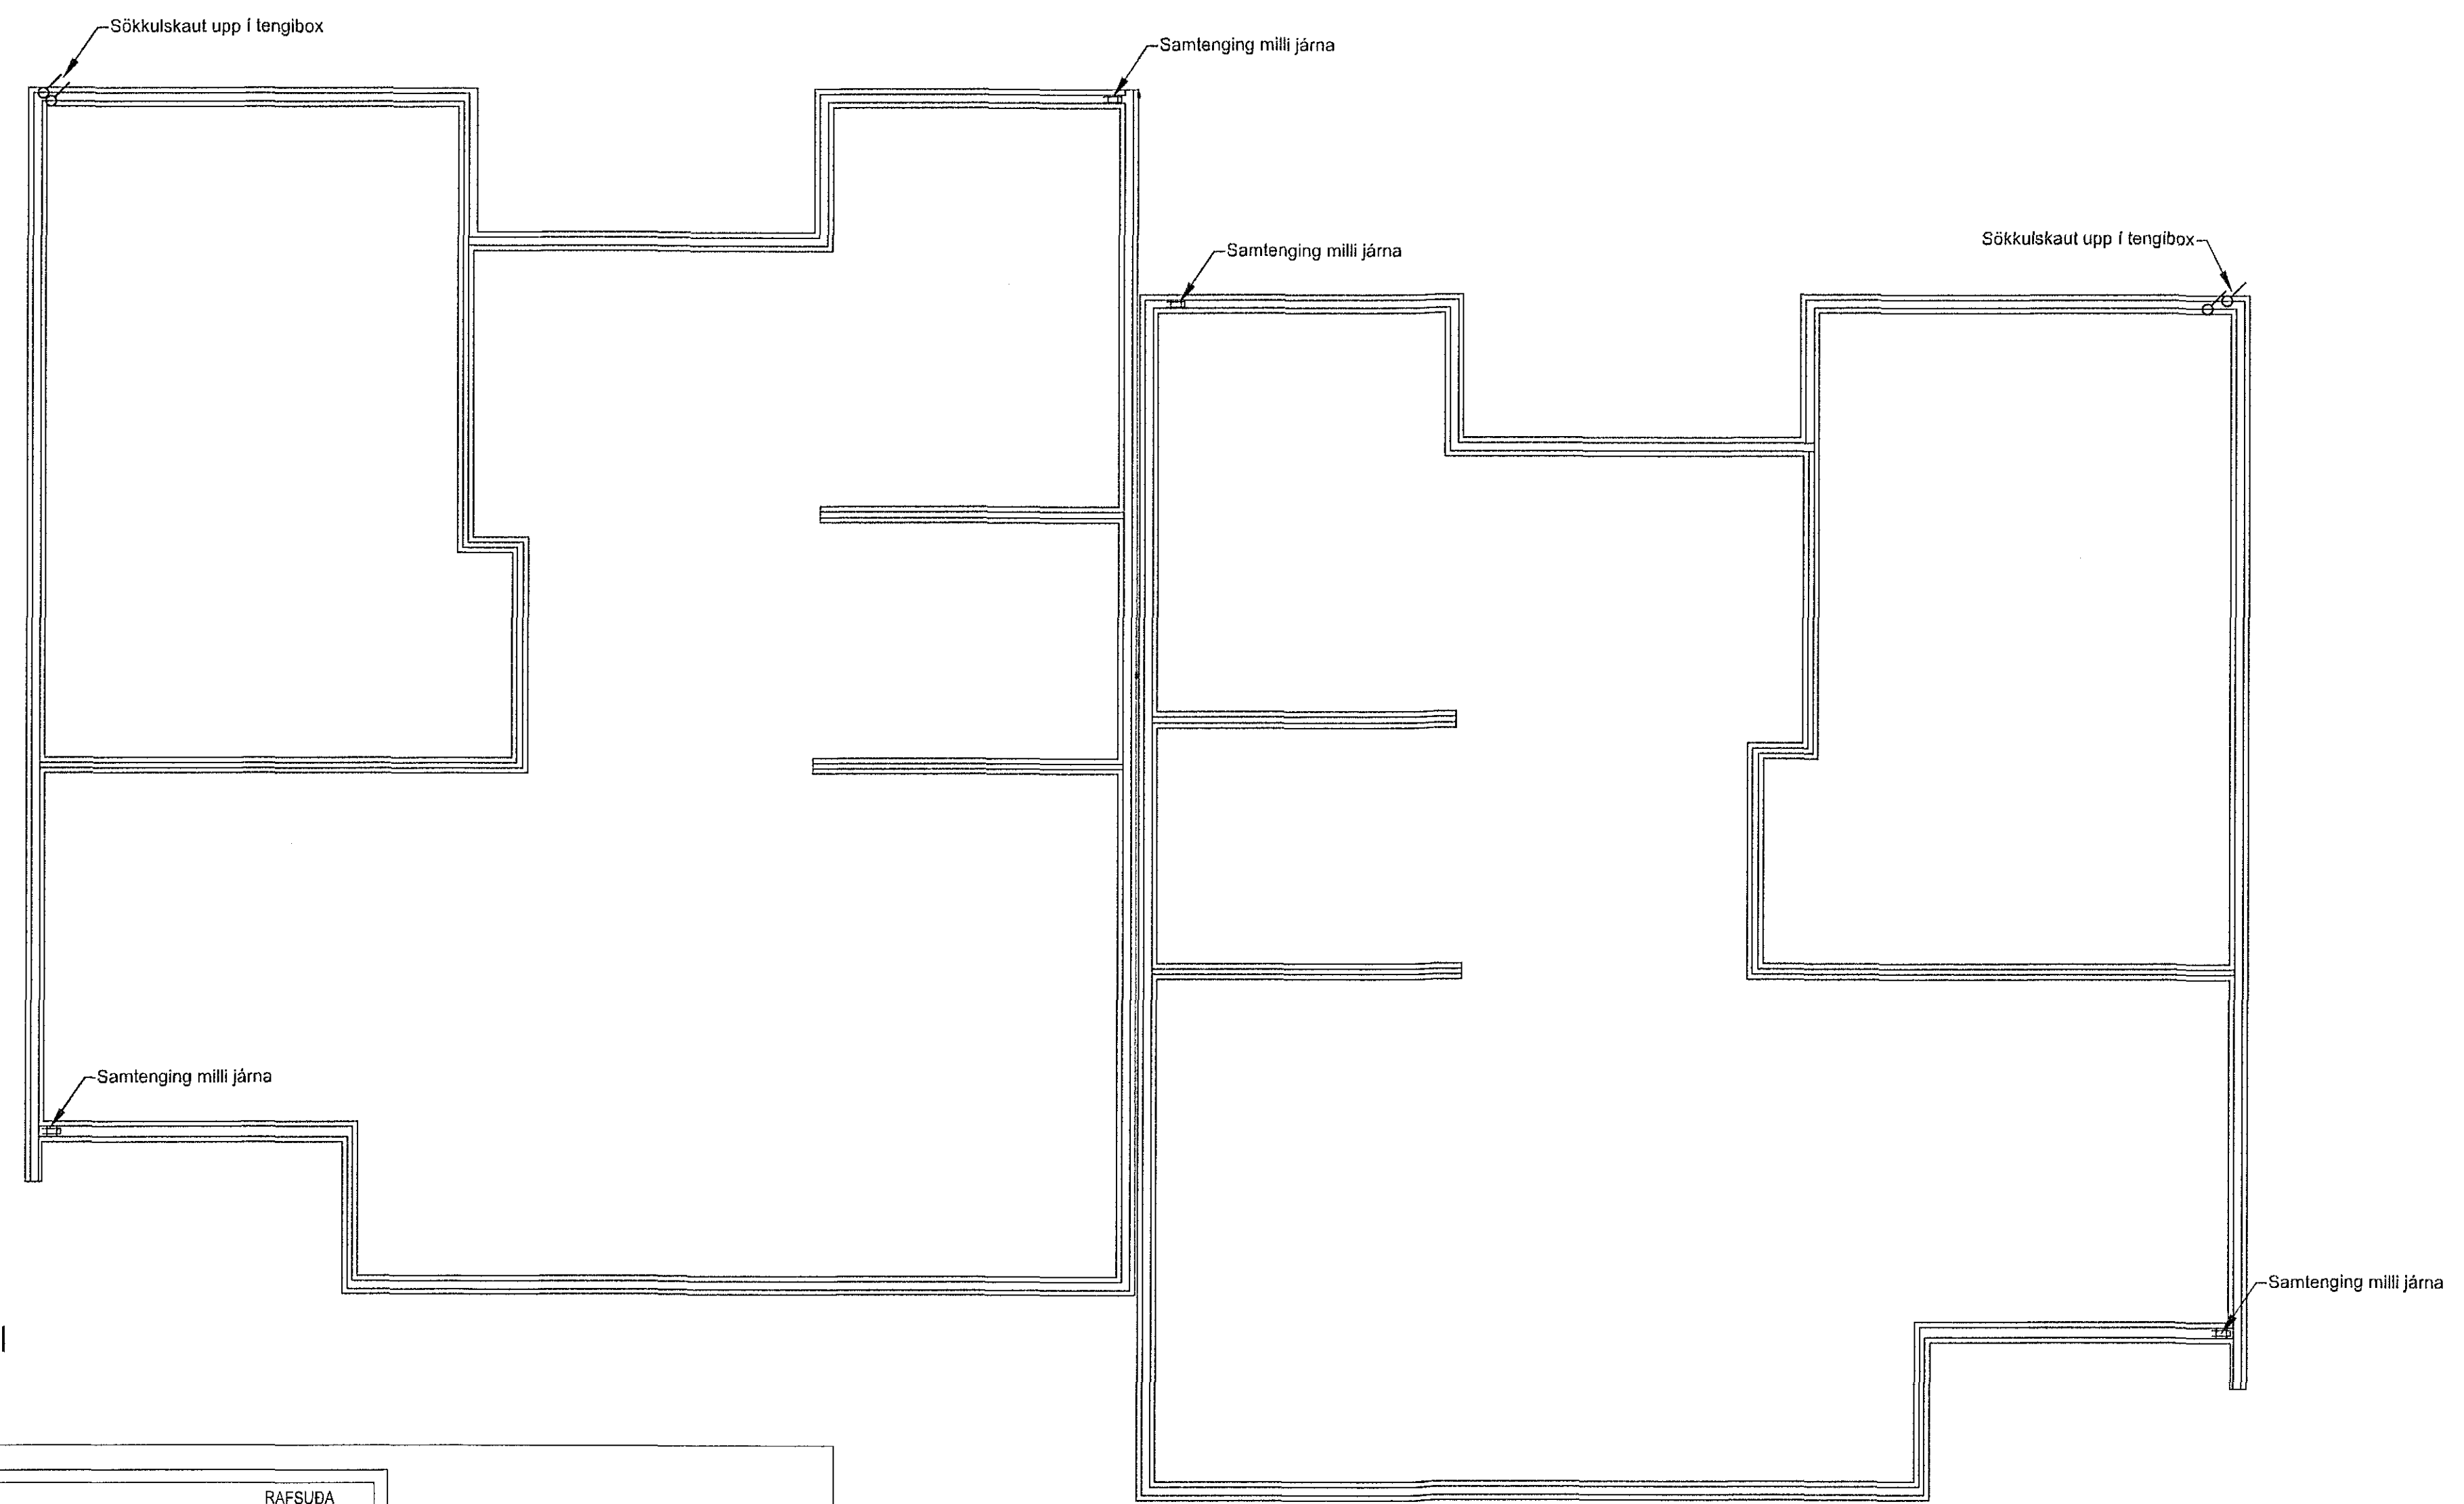 Sökkulskaut upp í tengibox
Samtenging milli járna
Samtenging milli járna
Sökkulskaut upp í tengibox
Samtenging milli járna
Samtenging milli járna
RAFSUÐA